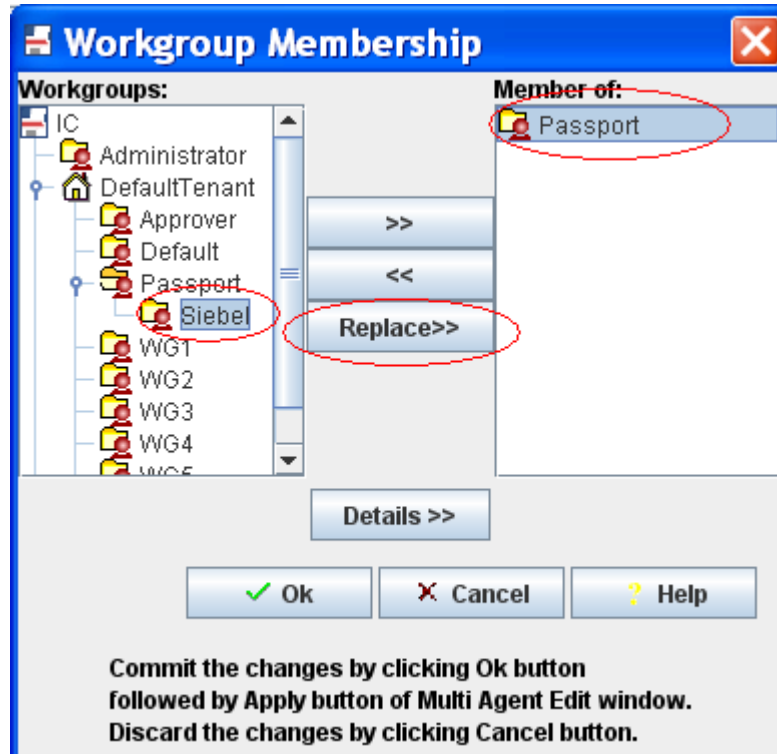 Workgroup Membership
Workgroups:
Member of:
IC
Administrator
DefaultTenant
Approver
Default
Passport
Siebel
WG1
WG2
WG3
WG4
WG5
Passport
>>
<<
Replace>>
Details >>
Ok
Cancel
? Help
Commit the changes by clicking Ok button
followed by Apply button of Multi Agent Edit window.
Discard the changes by clicking Cancel button.